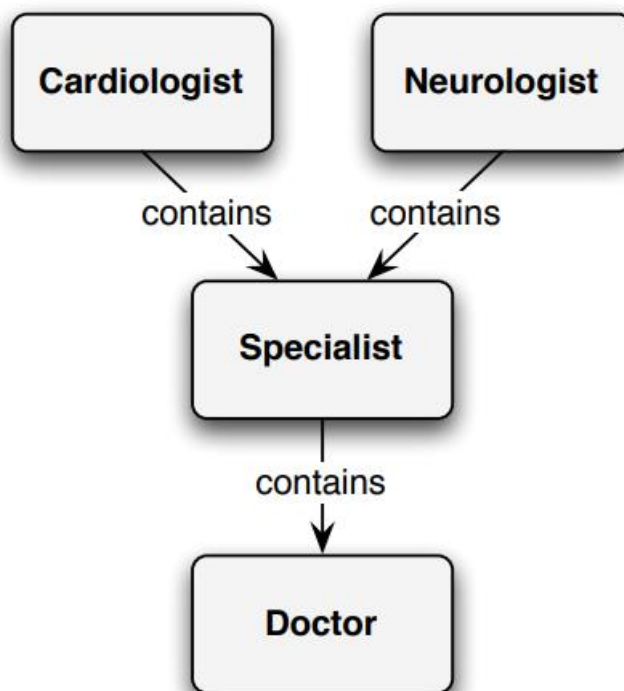 Cardiologist
Neurologist
contains
contains
Specialist
contains
Doctor